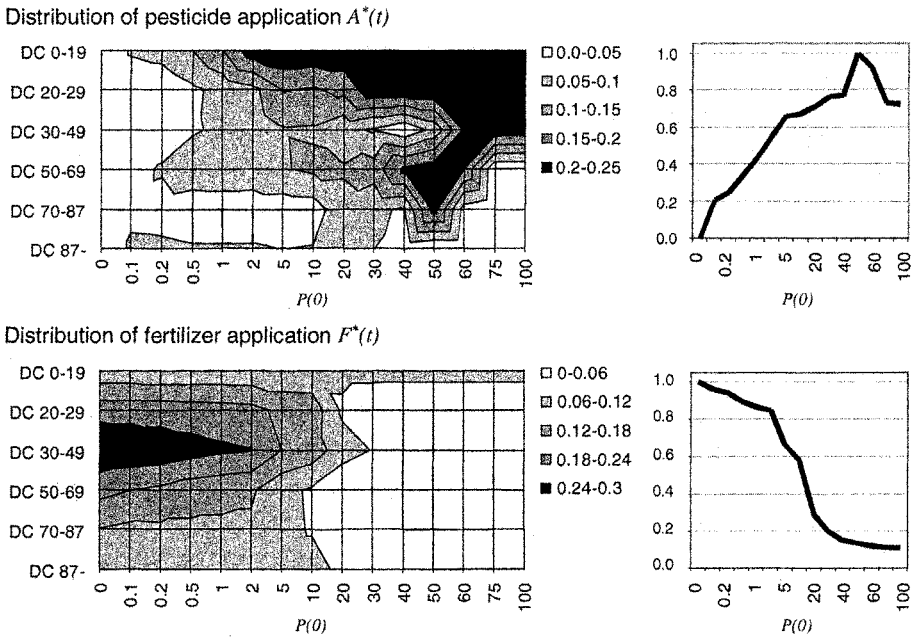 Distribution of pesticide application A*(t)
DC 0-19
DC 20-29
DC 30-49
DC 50-69
DC 70-87
DC 87-
0 0.1 0.2 0.5 1 2 5 10 20 30 40 50 60 75 100
P(0)
0.0-0.05
0.05-0.1
0.1-0.15
0.15-0.2
0.2-0.25
1.0
0.8
0.6
0.4
0.2
0.0
0 0.2 1 5 20 40 60 100
P(0)
Distribution of fertilizer application F*(t)
DC 0-19
DC 20-29
DC 30-49
DC 50-69
DC 70-87
DC 87-
0 0.1 0.2 0.5 1 2 5 10 20 30 40 50 60 75 100
P(0)
0-0.06
0.06-0.12
0.12-0.18
0.18-0.24
0.24-0.3
1.0
0.8
0.6
0.4
0.2
0.0
0 0.2 1 5 20 40 60 100
P(0)